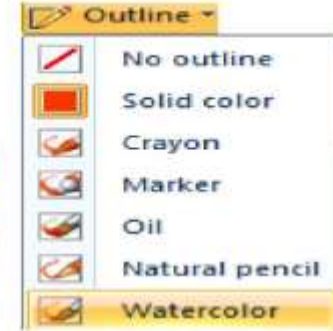 Outline
No outline
Solid color
Crayon
Marker
Oil
Natural pencil
Watercolor